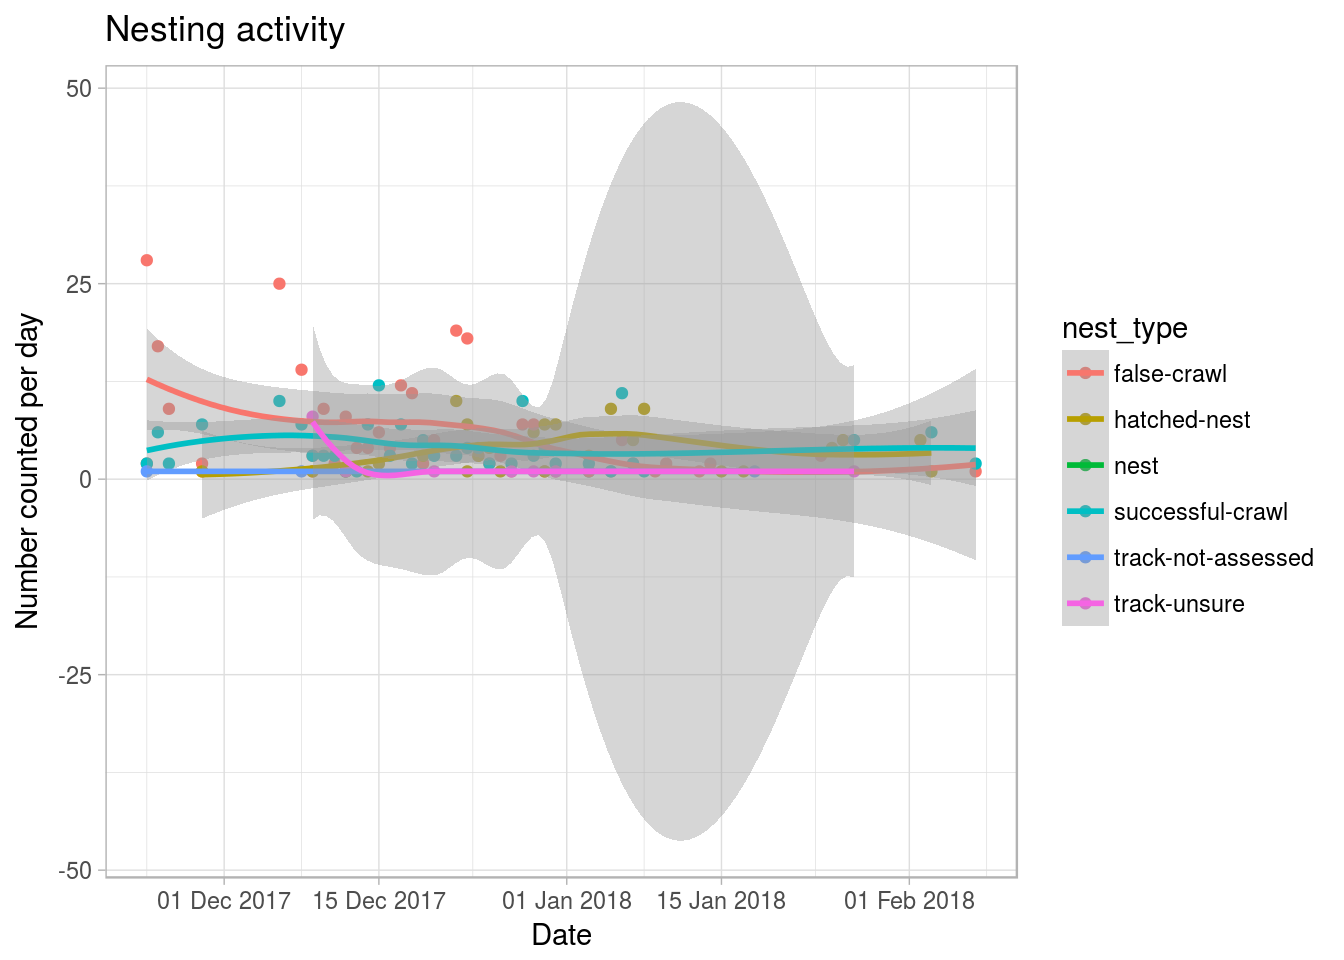 Nesting activity
50
25
0
-25
-50
Number counted per day
01 Dec 2017
15 Dec 2017
01 Jan 2018
15 Jan 2018
01 Feb 2018
Date
nest_type
false-crawl
hatched-nest
nest
successful-crawl
track-not-assessed
track-unsure